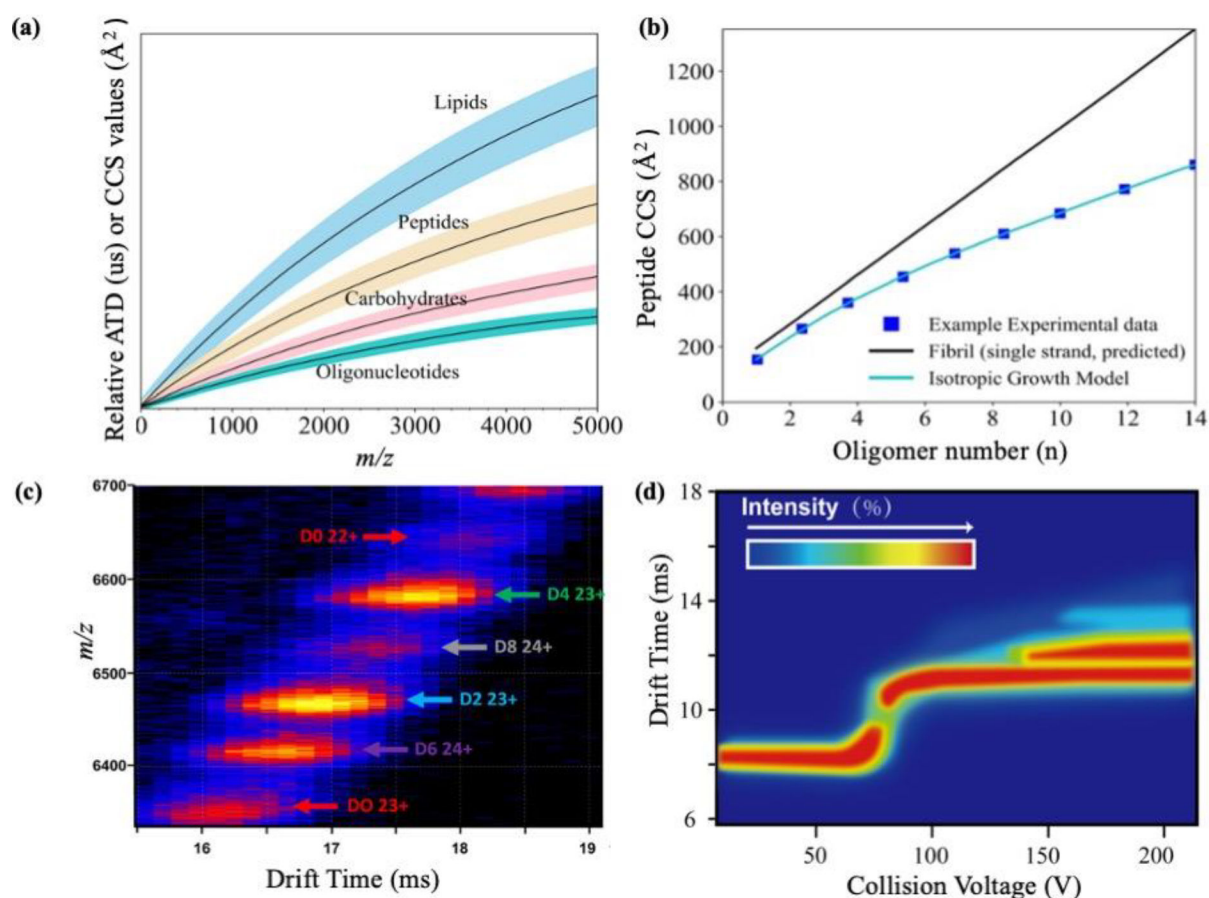 (a)
Relative ATD (us) or CCS values (Å²)
Lipids
Peptides
Carbohydrates
Oligonucleotides
0 1000 2000 3000 4000 5000
m/z
(b)
Peptide CCS (Å²)
1200
1000
800
600
400
200
0
Example Experimental data
Fibril (single strand, predicted)
Isotropic Growth Model
0 2 4 6 8 10 12 14
Oligomer number (n)
(c)
m/z
6700
6600
6500
6400
D0 22+
D4 23+
D8 24+
D2 23+
D6 24+
DO 23+
16 17 18 19
Drift Time (ms)
(d)
Drift Time (ms)
18
14
10
6
Intensity (%)
50 100 150 200
Collision Voltage (V)